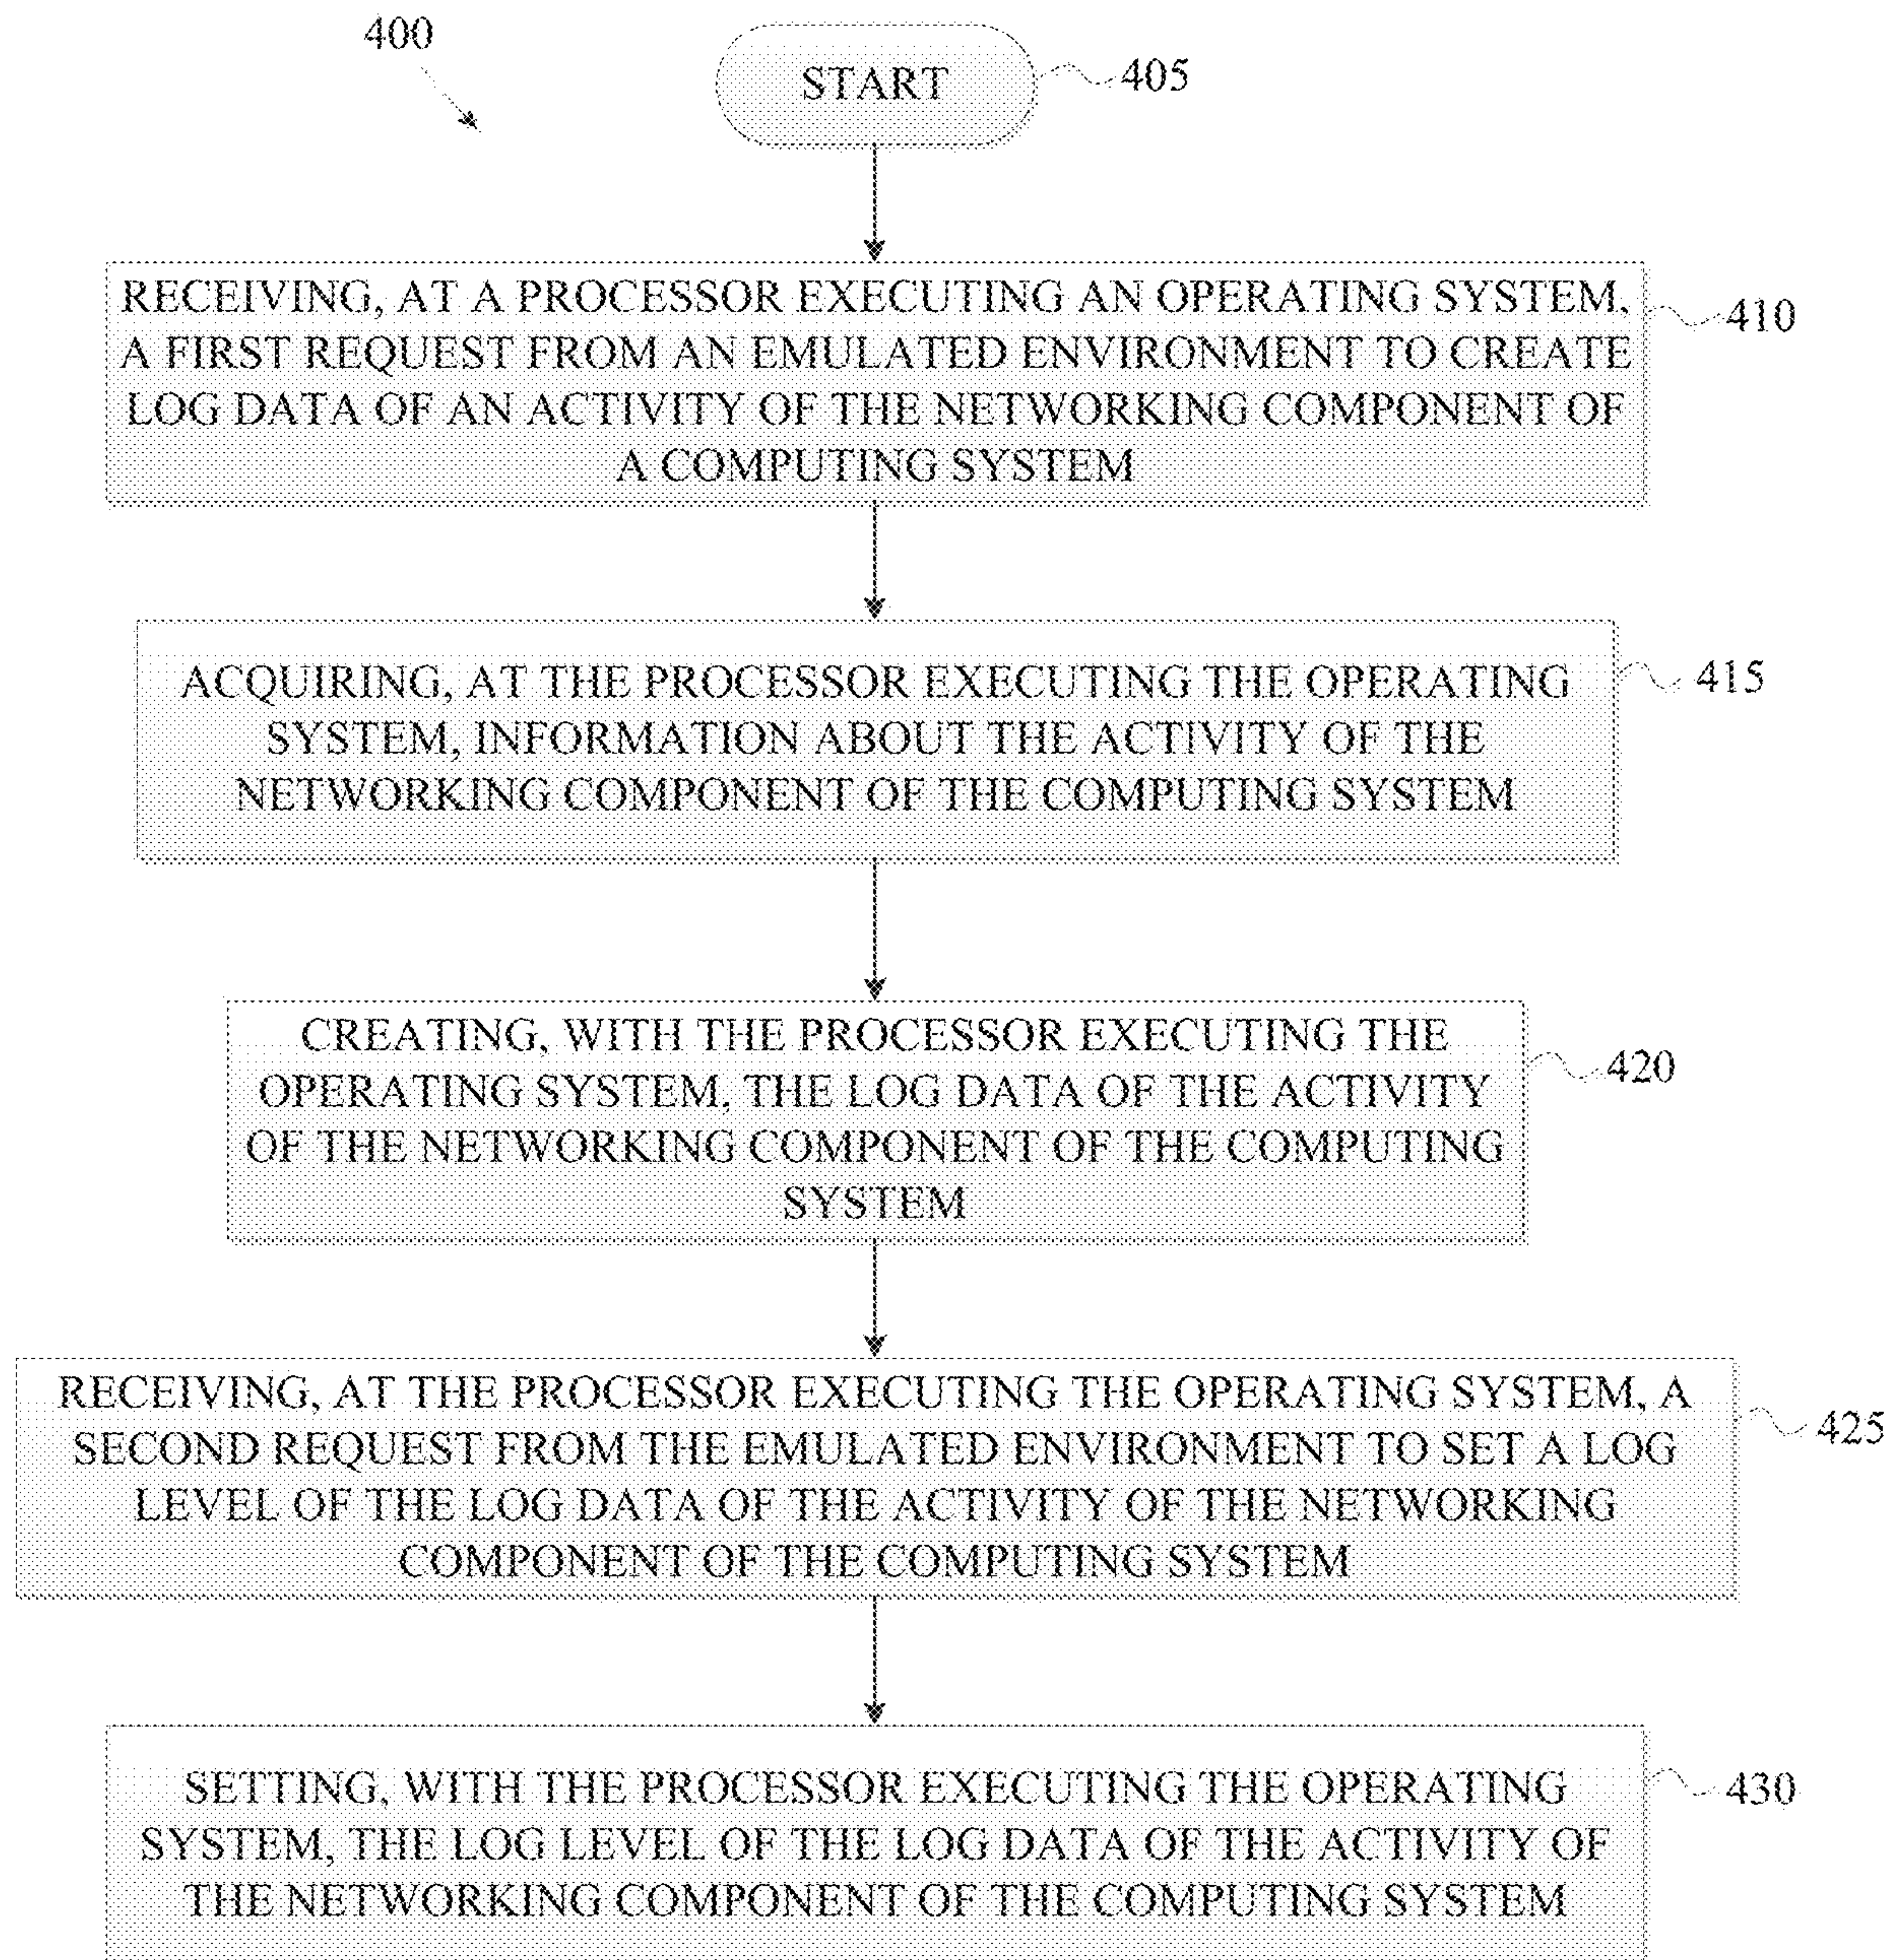 400
START
405
RECEIVING, AT A PROCESSOR EXECUTING AN OPERATING SYSTEM,
A FIRST REQUEST FROM AN EMULATED ENVIRONMENT TO CREATE
LOG DATA OF AN ACTIVITY OF THE NETWORKING COMPONENT OF
A COMPUTING SYSTEM
410
ACQUIRING, AT THE PROCESSOR EXECUTING THE OPERATING
SYSTEM, INFORMATION ABOUT THE ACTIVITY OF THE
NETWORKING COMPONENT OF THE COMPUTING SYSTEM
415
CREATING, WITH THE PROCESSOR EXECUTING THE
OPERATING SYSTEM, THE LOG DATA OF THE ACTIVITY
OF THE NETWORKING COMPONENT OF THE COMPUTING
SYSTEM
420
RECEIVING, AT THE PROCESSOR EXECUTING THE OPERATING SYSTEM, A
SECOND REQUEST FROM THE EMULATED ENVIRONMENT TO SET A LOG
LEVEL OF THE LOG DATA OF THE ACTIVITY OF THE NETWORKING
COMPONENT OF THE COMPUTING SYSTEM
425
SETTING, WITH THE PROCESSOR EXECUTING THE OPERATING
SYSTEM, THE LOG LEVEL OF THE LOG DATA OF THE ACTIVITY OF
THE NETWORKING COMPONENT OF THE COMPUTING SYSTEM
430